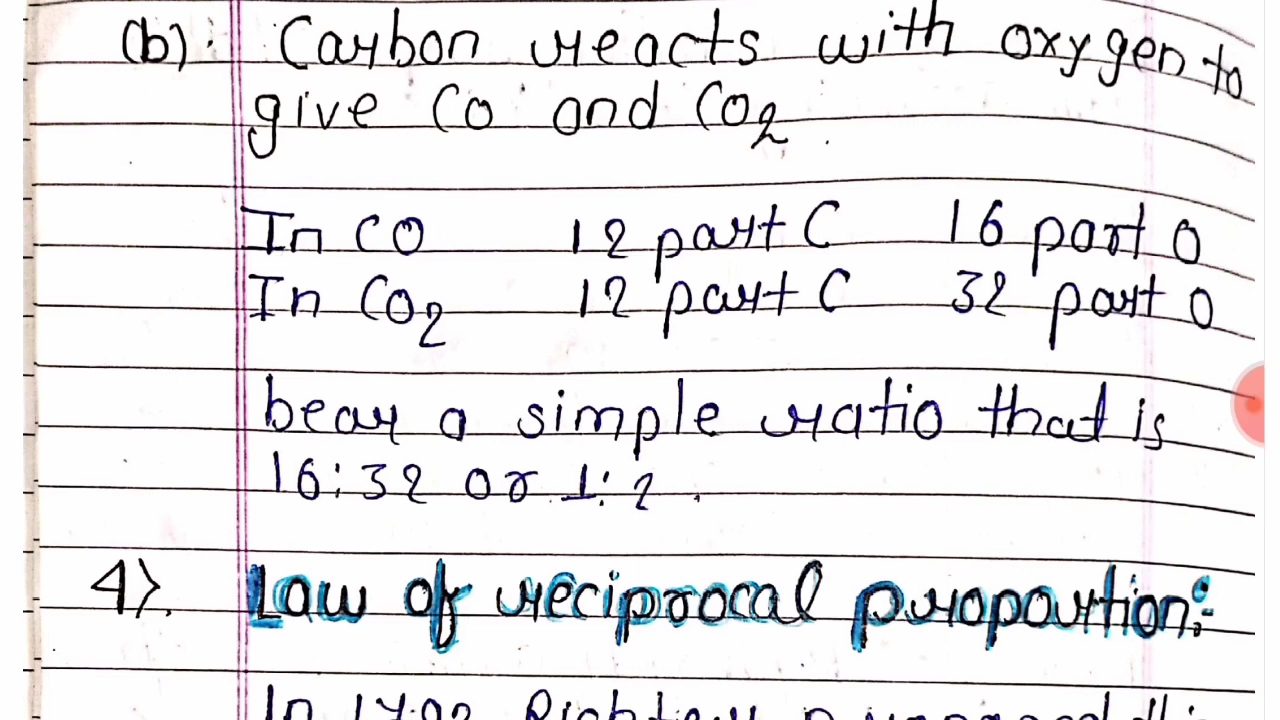 (b). Carbon reacts with oxygen to
give CO and CO2.
In CO 12 part C 16 part O
In CO2 12 part C 32 part O
bear a simple ratio that is
16:32 or 1:2.
4). Law of reciprocal proportion:-
In